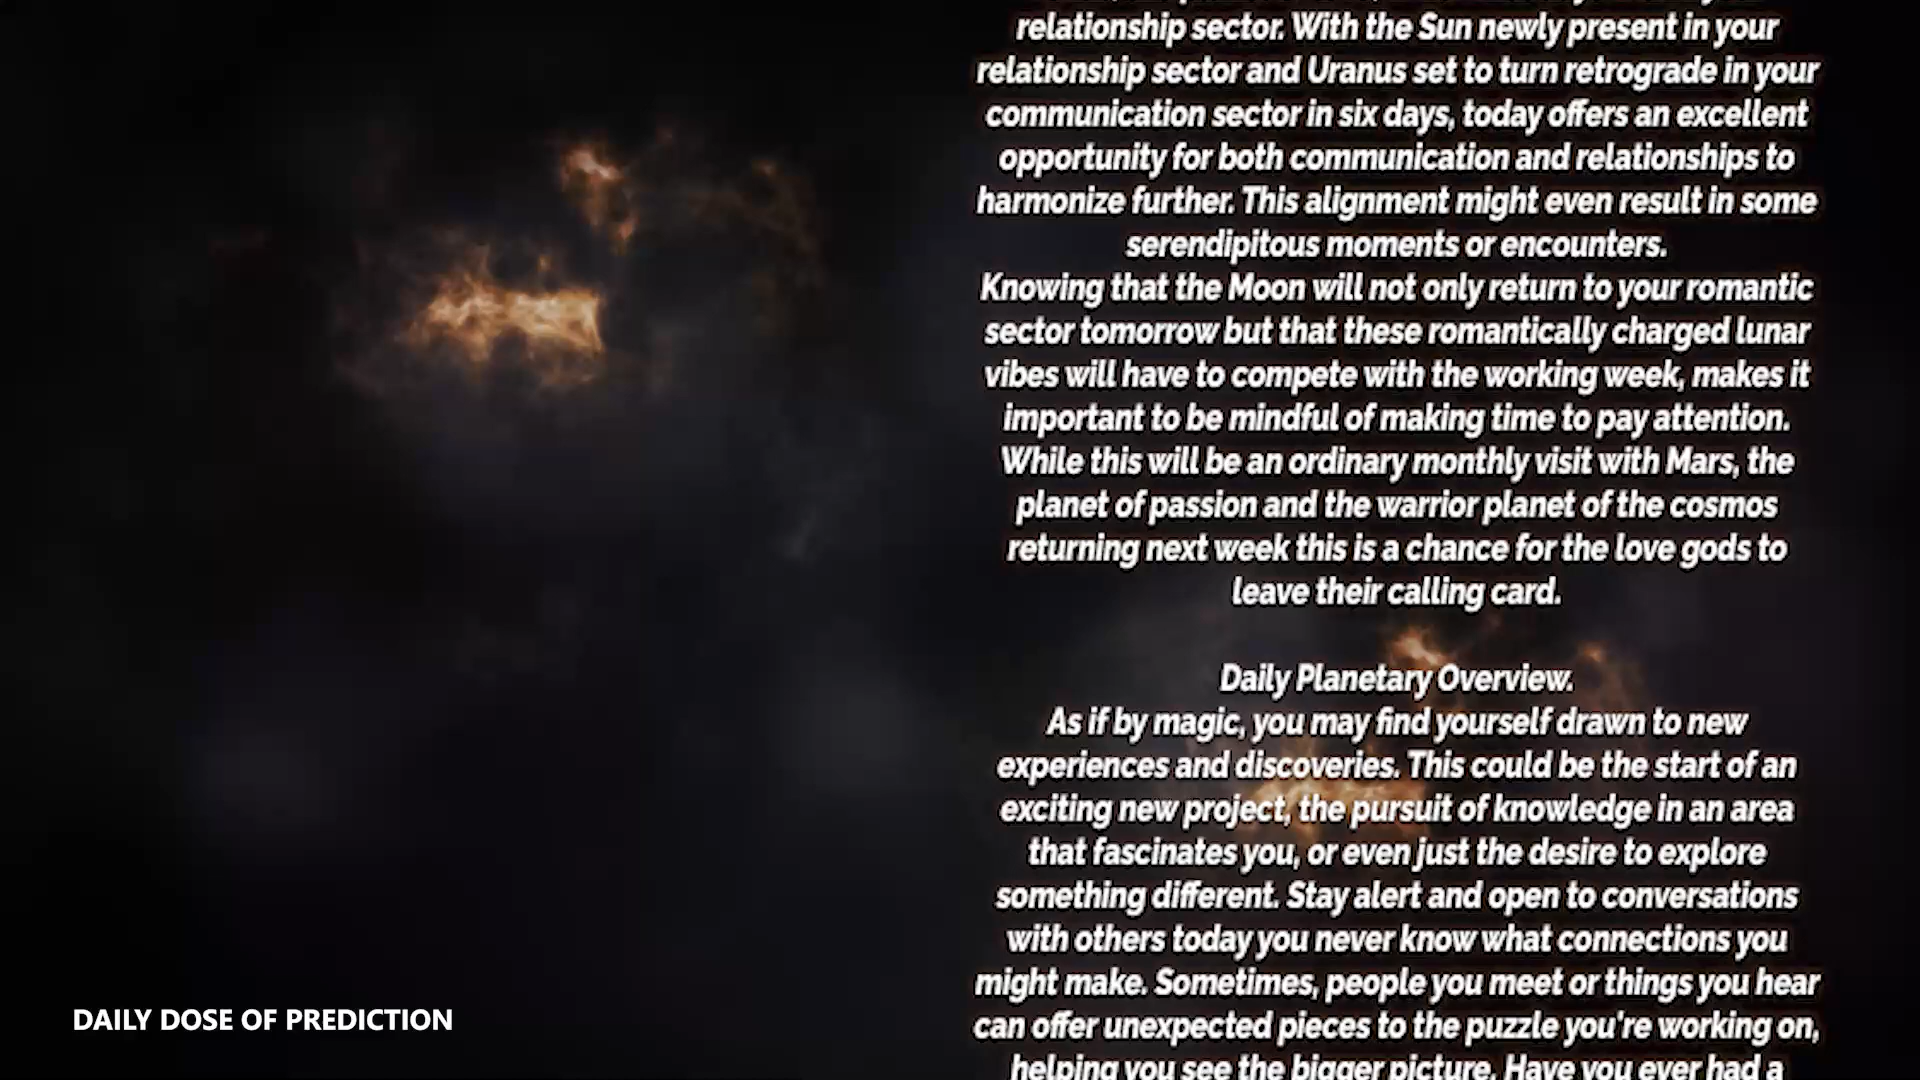 relationship sector. With the Sun newly present in your
relationship sector and Uranus set to turn retrograde in your
communication sector in six days, today offers an excellent
opportunity for both communication and relationships to
harmonize further. This alignment might even result in some
serendipitous moments or encounters.
Knowing that the Moon will not only return to your romantic
sector tomorrow but that these romantically charged lunar
vibes will have to compete with the working week, makes it
important to be mindful of making time to pay attention.
While this will be an ordinary monthly visit with Mars, the
planet of passion and the warrior planet of the cosmos
returning next week this is a chance for the love gods to
leave their calling card.
Daily Planetary Overview.
As if by magic, you may find yourself drawn to new
experiences and discoveries. This could be the start of an
exciting new project, the pursuit of knowledge in an area
that fascinates you, or even just the desire to explore
something different. Stay alert and open to conversations
with others today you never know what connections you
might make. Sometimes, people you meet or things you hear
can offer unexpected pieces to the puzzle you're working on,
helping you see the bigger picture. Have you ever had a
DAILY DOSE OF PREDICTION